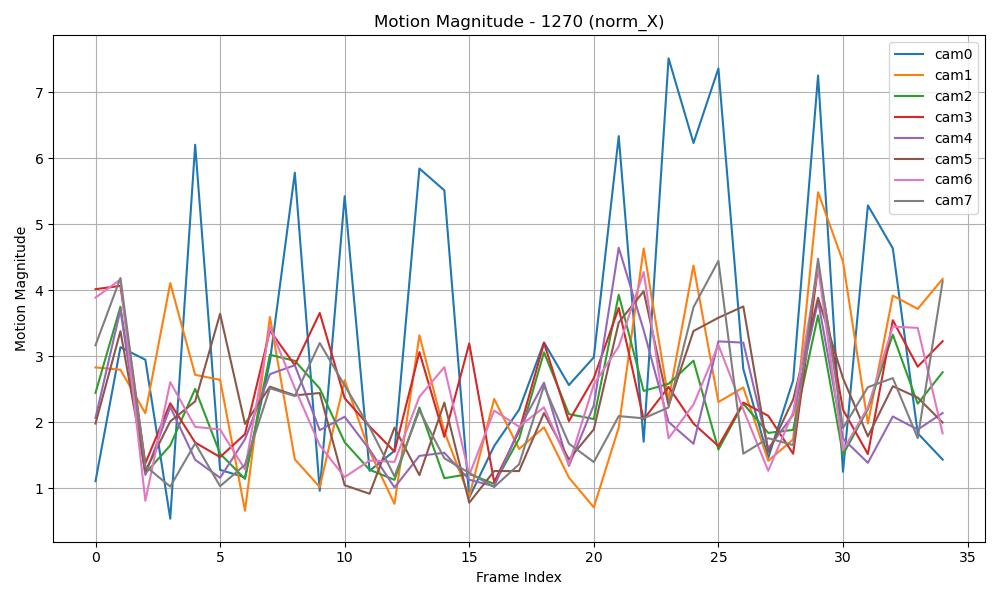 Motion Magnitude - 1270 (norm_X)
Motion Magnitude
7
6
5
4
3
2
1
cam0
cam1
cam2
cam3
cam4
cam5
cam6
cam7
0 5 10 15 20 25 30 35
Frame Index